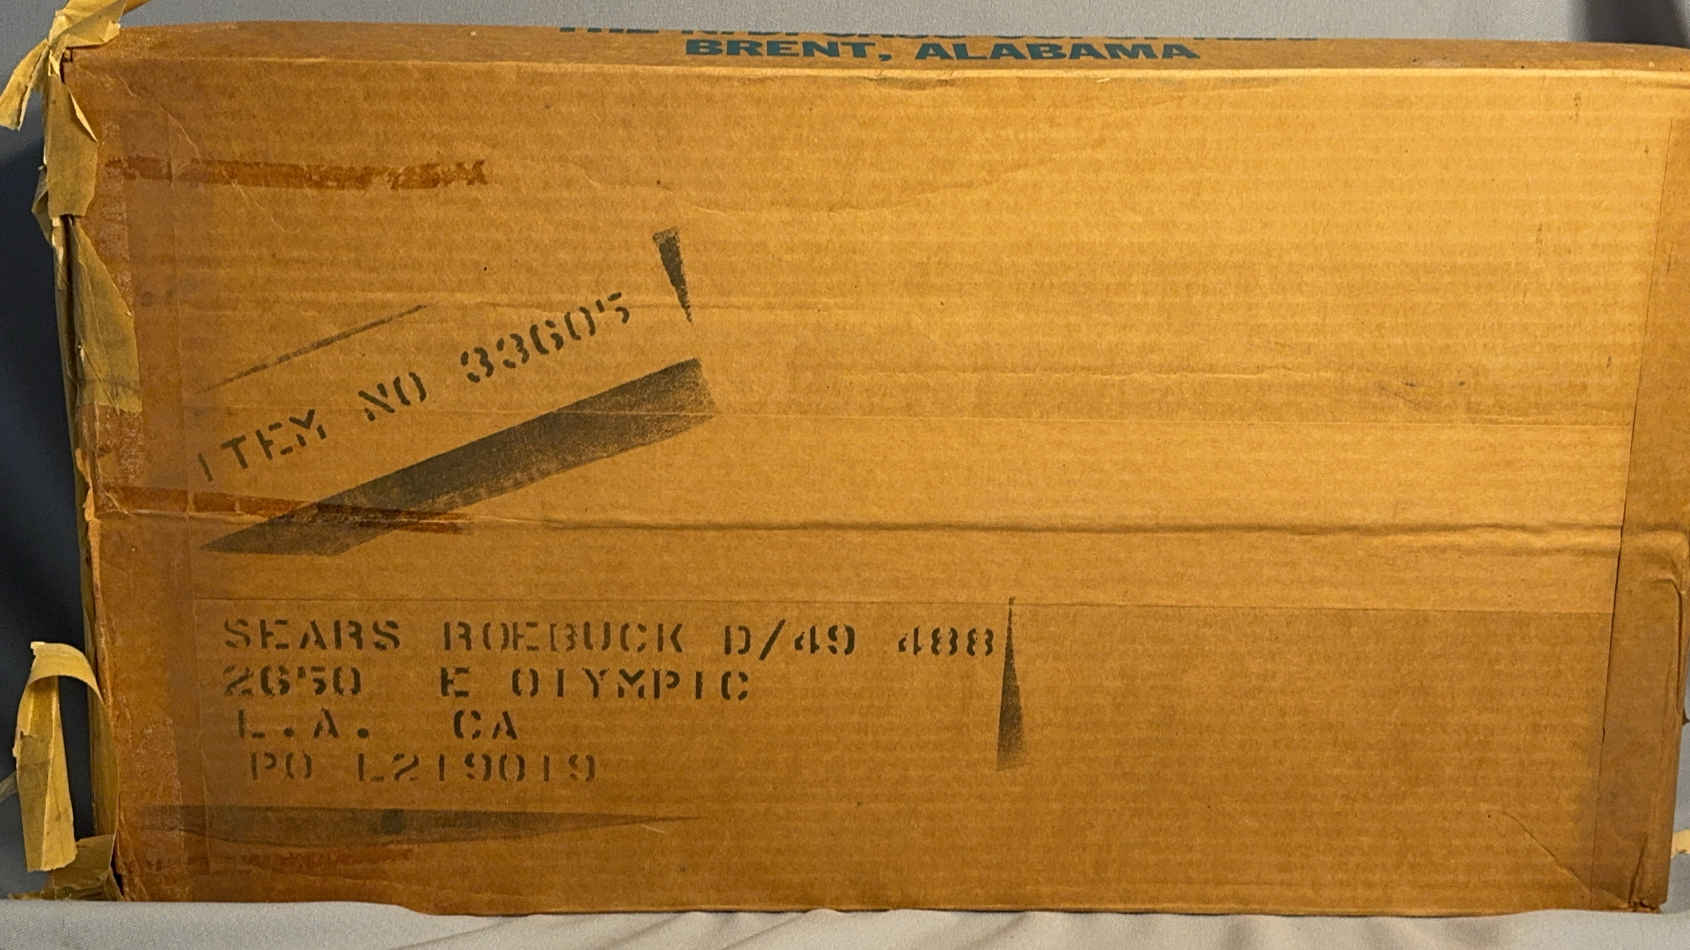 BRENT, ALABAMA
ITEM NO 33605
SEARS ROEBUCK D/49 488
2650 E OLYMPIC
L.A. CA
PO L219019